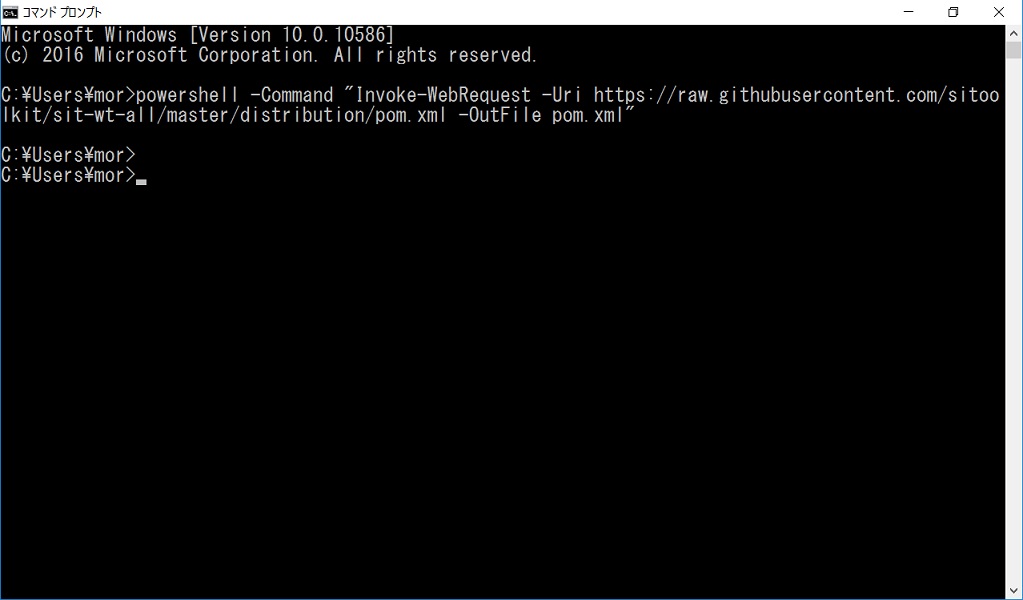 コマンド プロンプト
Microsoft Windows [Version 10.0.10586]
(c) 2016 Microsoft Corporation. All rights reserved.
C:¥Users¥mor>powershell -Command "Invoke-WebRequest -Uri https://raw.githubusercontent.com/sitoo
lkit/sit-wt-all/master/distribution/pom.xml -OutFile pom.xml"
C:¥Users¥mor>
C:¥Users¥mor>